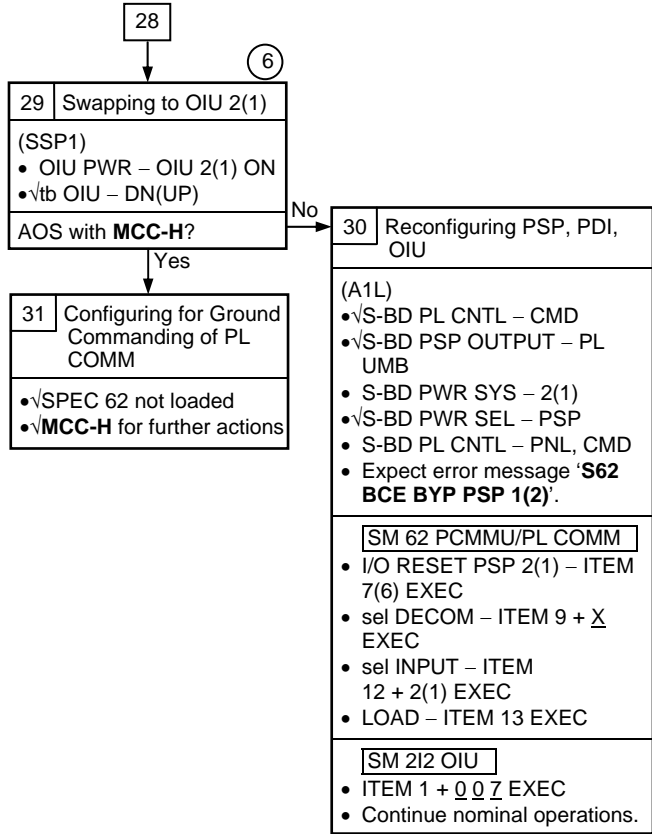 28
6
29 Swapping to OIU 2(1)
(SSP1)
• OIU PWR – OIU 2(1) ON
•√tb OIU – DN(UP)
AOS with MCC-H?
No
Yes
31 Configuring for Ground
Commanding of PL
COMM
•√SPEC 62 not loaded
•√MCC-H for further actions
30 Reconfiguring PSP, PDI,
OIU
(A1L)
•√S-BD PL CNTL – CMD
•√S-BD PSP OUTPUT – PL
UMB
• S-BD PWR SYS – 2(1)
•√S-BD PWR SEL – PSP
• S-BD PL CNTL – PNL, CMD
• Expect error message ‘S62
BCE BYP PSP 1(2)’.
SM 62 PCMMU/PL COMM
• I/O RESET PSP 2(1) – ITEM
7(6) EXEC
• sel DECOM – ITEM 9 + X
EXEC
• sel INPUT – ITEM
12 + 2(1) EXEC
• LOAD – ITEM 13 EXEC
SM 2I2 OIU
• ITEM 1 + 0 0 7 EXEC
• Continue nominal operations.